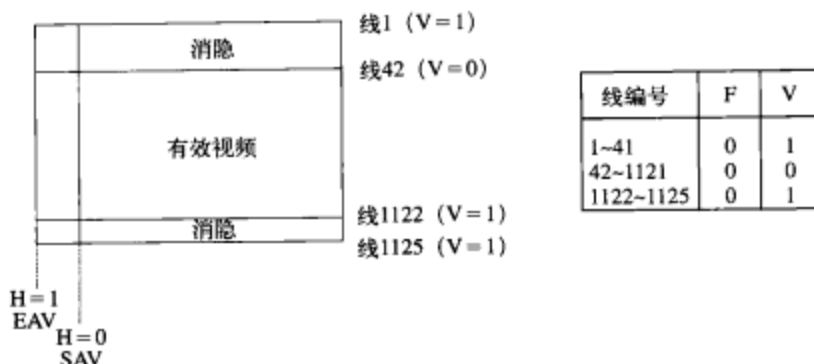 线1（V=1）
消隐
线42（V=0）
有效视频
线1122（V=1）
消隐
线1125（V=1）
H=1
EAV
H=0
SAV
线编号 F V
1~41 0 1
42~1121 0 0
1122~1125 0 1